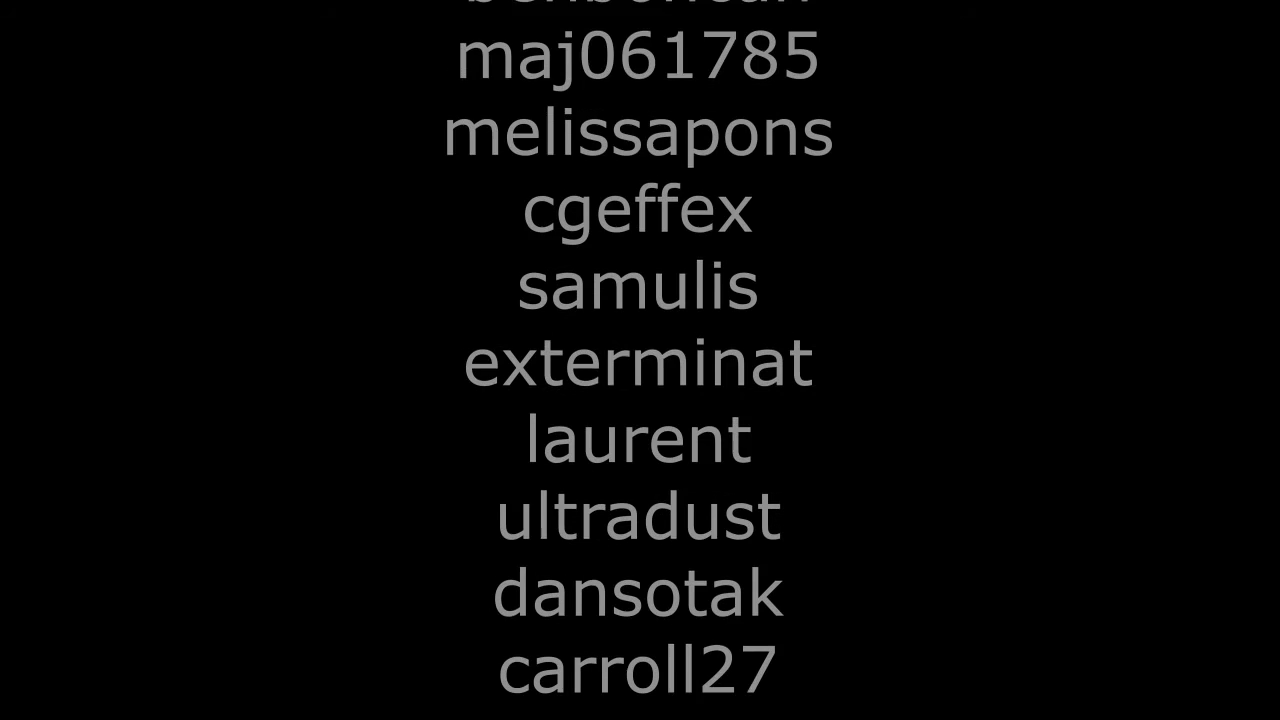 maj061785
melissapons
cgeffex
samulis
exterminat
laurent
ultradust
dansotak
carroll27